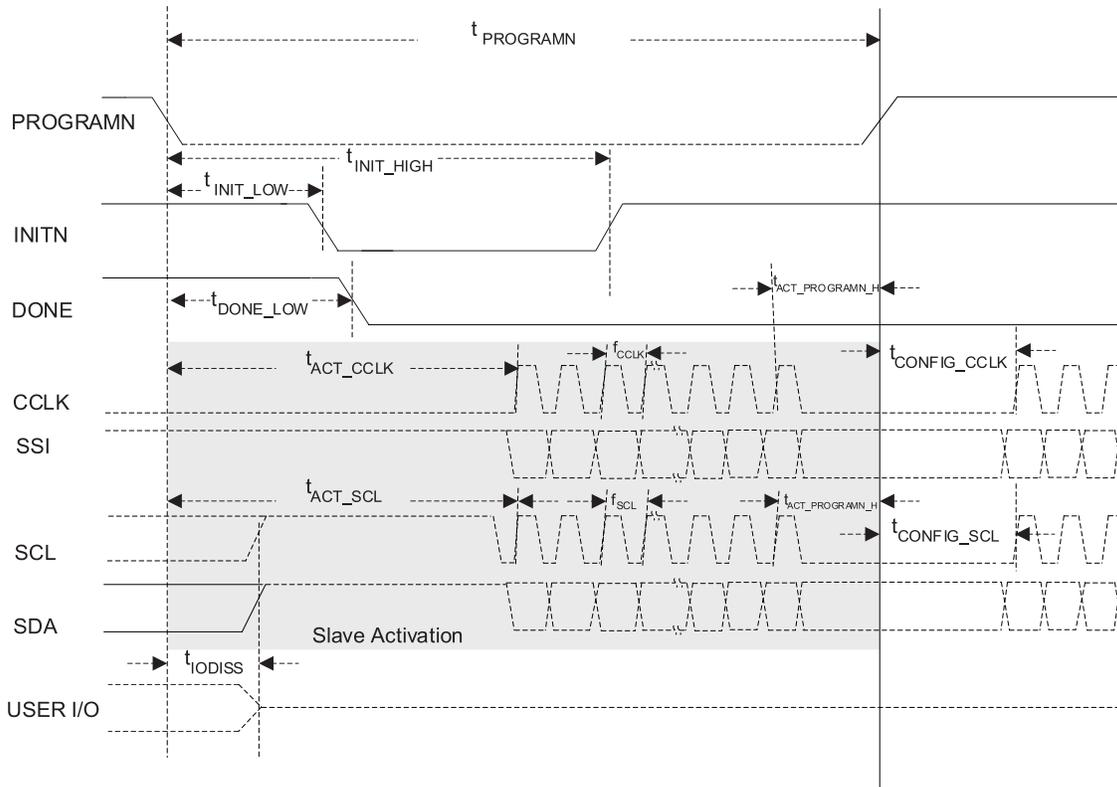 t PROGRAMN
PROGRAMN
t INIT_HIGH
t INIT_LOW
INITN
t ACT_PROGRAMN_H
DONE
t DONE_LOW
f CCLK
t CONFIG_CCLK
t ACT_CCLK
CCLK
SSI
t ACT_SCL
f SCL
t ACT_PROGRAMN_H
t CONFIG_SCL
SCL
SDA
Slave Activation
t IODISS
USER I/O